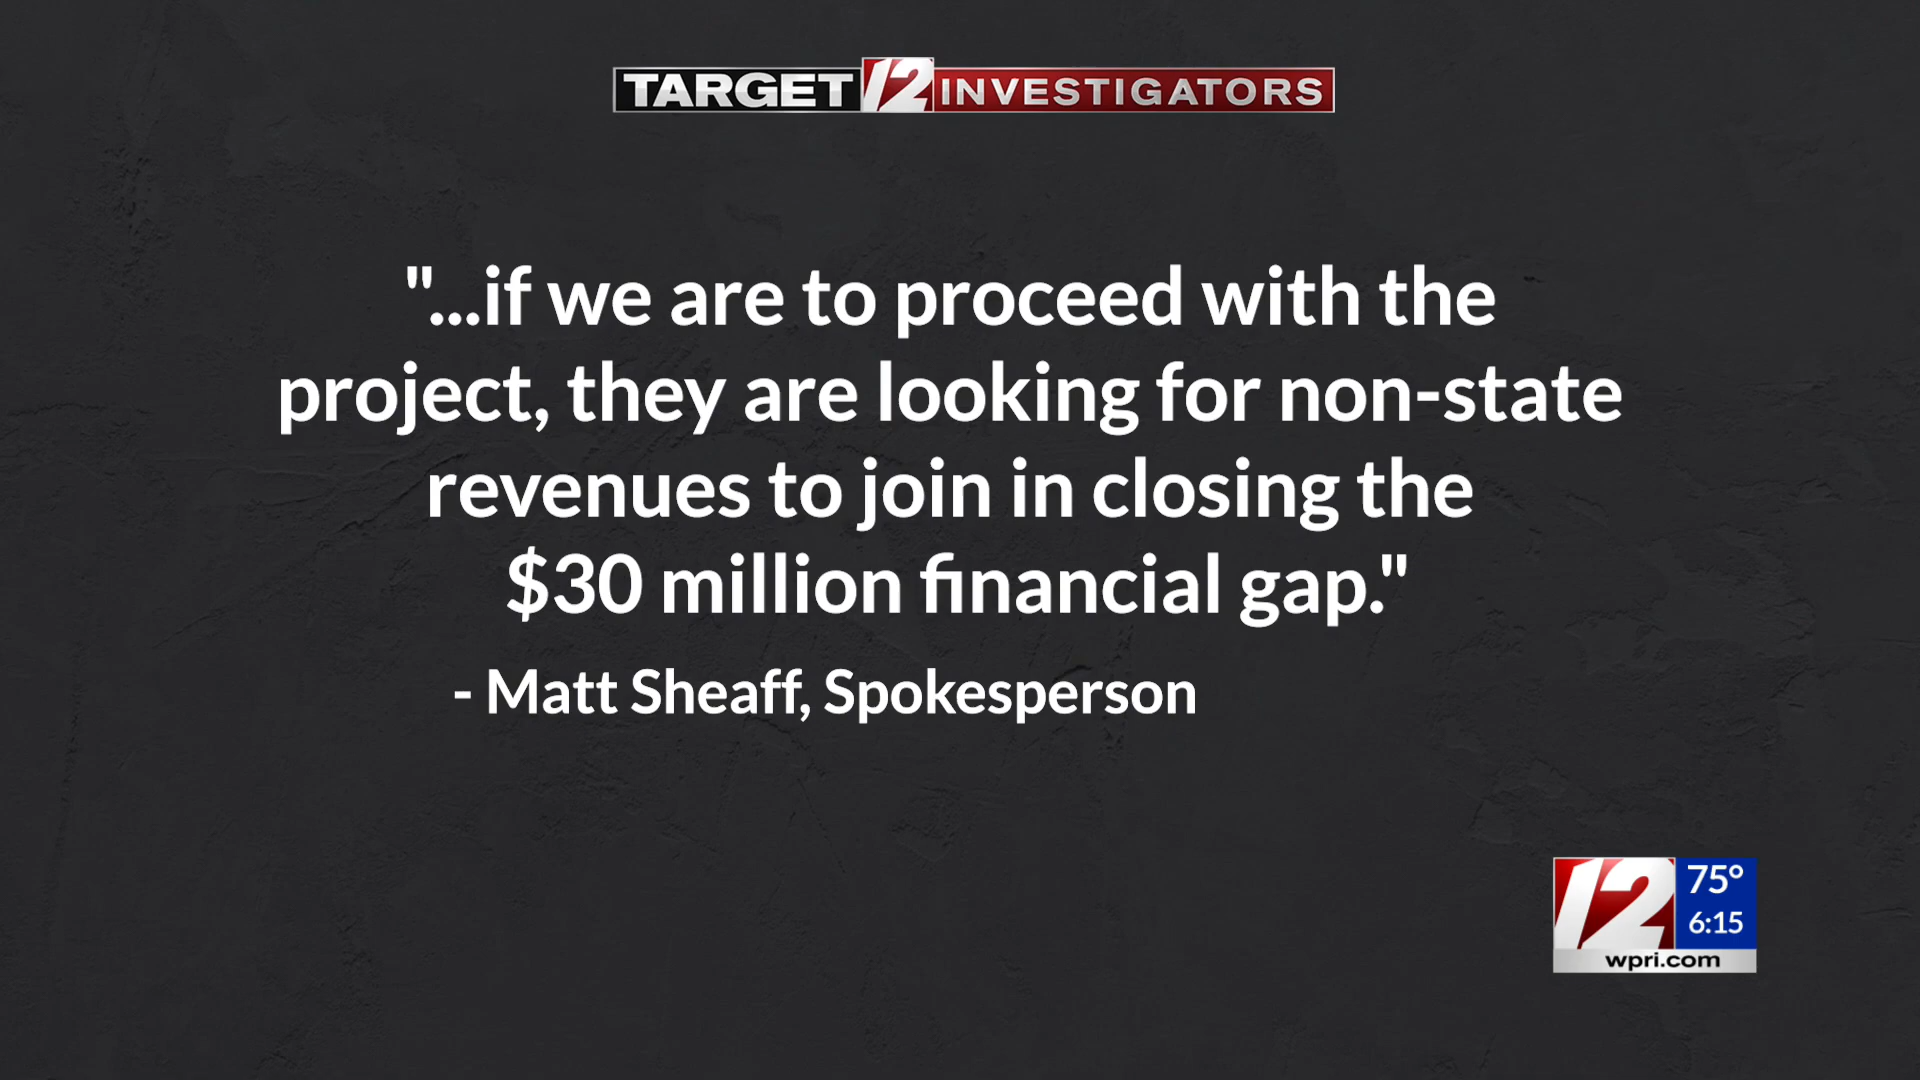 TARGET 12 INVESTIGATORS
"...if we are to proceed with the
project, they are looking for non-state
revenues to join in closing the
$30 million financial gap."
- Matt Sheaff, Spokesperson
12
75°
6:15
wpri.com